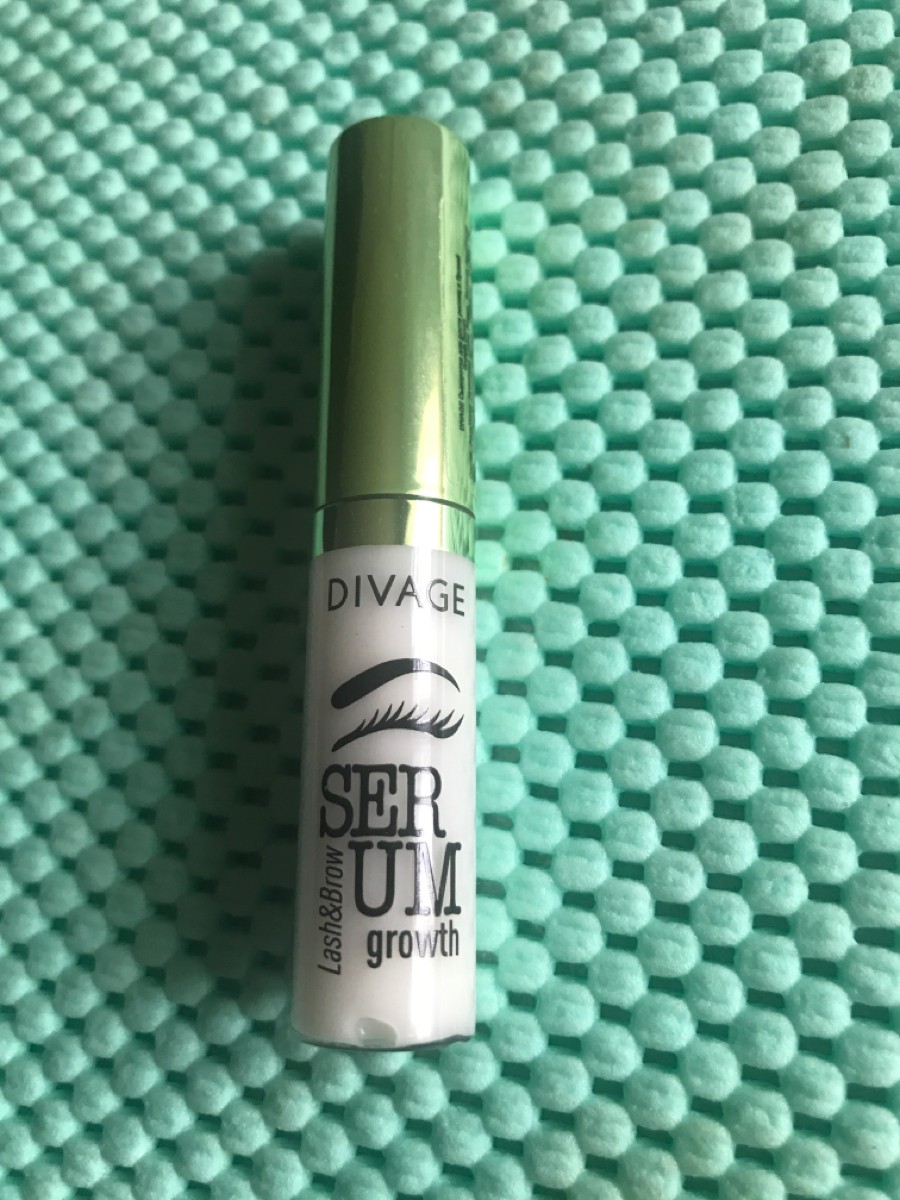 DIVAGE
SER
UM
Lash&Brow
growth